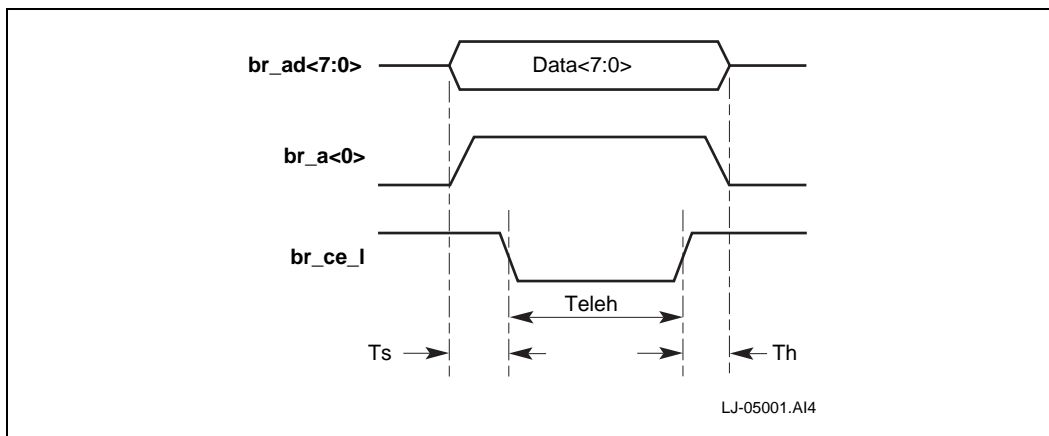 br_ad<7:0>
Data<7:0>
br_a<0>
br_ce_l
Teleh
Ts
Th
LJ-05001.AI4